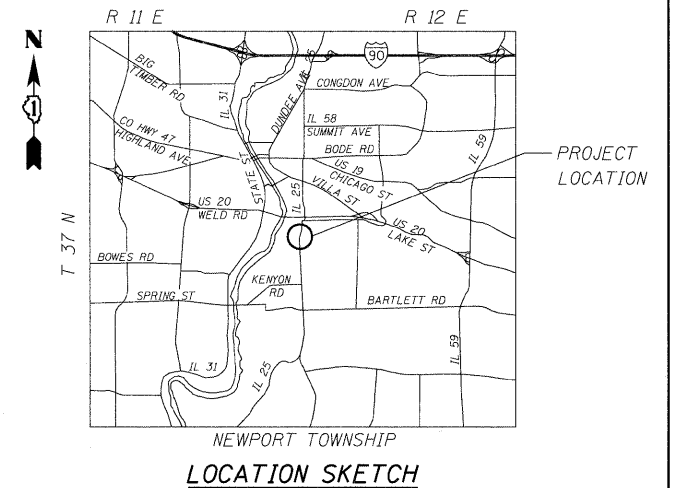 R 11 E
R 12 E
N
1
90
BIG
TIMBER RD
IL 31
DUNDEE AVE
IL 25
CONGDON AVE
CO HWY 47
HIGHLAND AVE
IL 58
SUMMIT AVE
BODE RD
IL 59
STATE ST
US 19
CHICAGO ST
VILLA ST
IL 25
PROJECT
LOCATION
US 20
WELD RD
US 20
LAKE ST
T 37 N
BOWES RD
KENYON
RD
SPRING ST
BARTLETT RD
IL 59
IL 31
IL 25
NEWPORT TOWNSHIP
LOCATION SKETCH